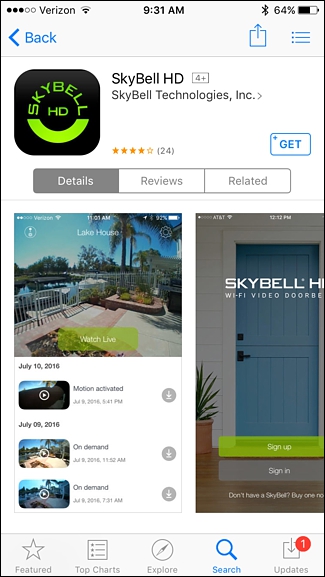 Verizon 9:31 AM 64%
Back
SKYBELL
HD
SkyBell HD 4+
SkyBell Technologies, Inc.>
(24)
+ GET
Details Reviews Related
Verizon 11:01 AM 83%
Lake House
Watch Live
July 10, 2016
Motion activated
Jul 9, 2016, 5:41 PM
July 09, 2016
On demand
Jul 9, 2016, 11:52 AM
On demand
Jul 9, 2016, 7:31 AM
AT&T 12:12 PM
SKYBELL® H
WI-FI VIDEO DOORBE
Sign up
Sign in
Don't have a SkyBell? Buy one no
Featured Top Charts Explore Search Updates
1